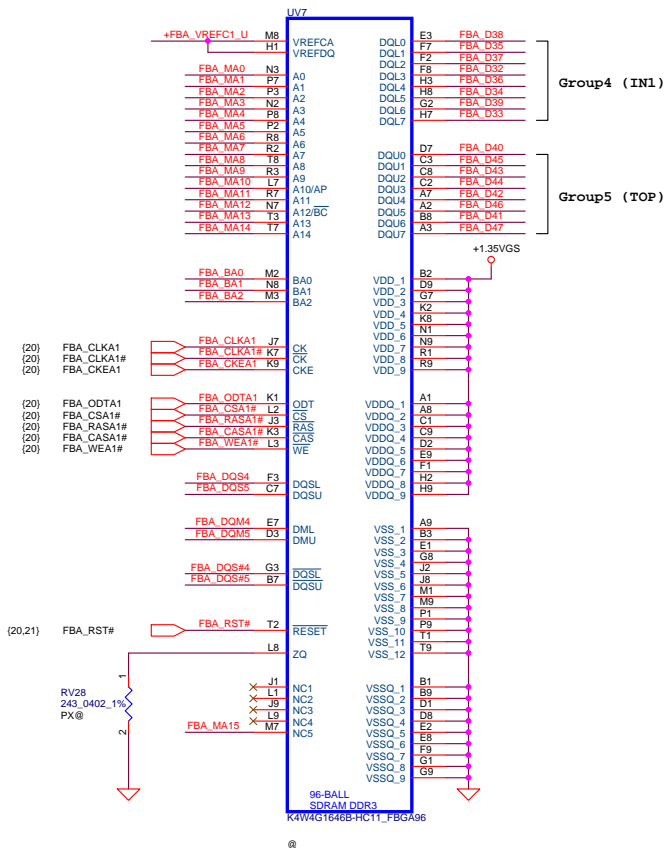 UV7
+FBA_VREFC1_U M8 VREFCA E3 FBA_D38 DQL0
H1 VREFDQ F7 FBA_D35 DQL1
F2 FBA_D37 DQL2
FBA_MA0 N3 A0 F8 FBA_D32 DQL3
FBA_MA1 P7 A1 H3 FBA_D36 DQL4 Group4 (IN1)
FBA_MA2 P3 A2 H8 FBA_D34 DQL5
FBA_MA3 N2 A3 G2 FBA_D39 DQL6
FBA_MA4 P8 A4 H7 FBA_D33 DQL7
FBA_MA5 P2 A5
FBA_MA6 R8 A6
FBA_MA7 R2 A7 D7 FBA_D40 DQU0
FBA_MA8 T8 A8 C3 FBA_D45 DQU1
FBA_MA9 R3 A9 C8 FBA_D43 DQU2
FBA_MA10 L7 A10/AP C2 FBA_D44 DQU3
FBA_MA11 R7 A11 A7 FBA_D42 DQU4 Group5 (TOP)
FBA_MA12 N7 A12/BC A2 FBA_D46 DQU5
FBA_MA13 T3 A13 B8 FBA_D41 DQU6
FBA_MA14 T7 A14 A3 FBA_D47 DQU7
+1.35VGS
FBA_BA0 M2 BA0 B2 VDD_1
FBA_BA1 N8 BA1 D9 VDD_2
FBA_BA2 M3 BA2 G7 VDD_3
K2 VDD_4
K8 VDD_5
N1 VDD_6
{20} FBA_CLKA1 FBA_CLKA1 J7 CK N9 VDD_7
{20} FBA_CLKA1# FBA_CLKA1# K7 CK R1 VDD_8
{20} FBA_CKEA1 FBA_CKEA1 K9 CKE R9 VDD_9
{20} FBA_ODTA1 FBA_ODTA1 K1 ODT A1 VDDQ_1
{20} FBA_CSA1# FBA_CSA1# L2 CS A8 VDDQ_2
{20} FBA_RASA1# FBA_RASA1# J3 RAS C1 VDDQ_3
{20} FBA_CASA1# FBA_CASA1# K3 CAS C9 VDDQ_4
{20} FBA_WEA1# FBA_WEA1# L3 WE D2 VDDQ_5
E9 VDDQ_6
F1 VDDQ_7
FBA_DQS4 F3 DQSL H2 VDDQ_8
FBA_DQS5 C7 DQSU H9 VDDQ_9
FBA_DQM4 E7 DML A9 VSS_1
FBA_DQM5 D3 DMU B3 VSS_2
E1 VSS_3
G8 VSS_4
FBA_DQS#4 G3 DQSL J2 VSS_5
FBA_DQS#5 B7 DQSU J8 VSS_6
M1 VSS_7
M9 VSS_8
P1 VSS_9
{20,21} FBA_RST# FBA_RST# T2 RESET P9 VSS_10
T1 VSS_11
L8 ZQ T9 VSS_12
1
J1 NC1 B1 VSSQ_1
RV28 L1 NC2 B9 VSSQ_2
243_0402_1% J9 NC3 D1 VSSQ_3
PX@ L9 NC4 D8 VSSQ_4
2 FBA_MA15 M7 NC5 E2 VSSQ_5
E8 VSSQ_6
F9 VSSQ_7
G1 VSSQ_8
G9 VSSQ_9
96-BALL
SDRAM DDR3
K4W4G1646B-HC11_FBGA96
@